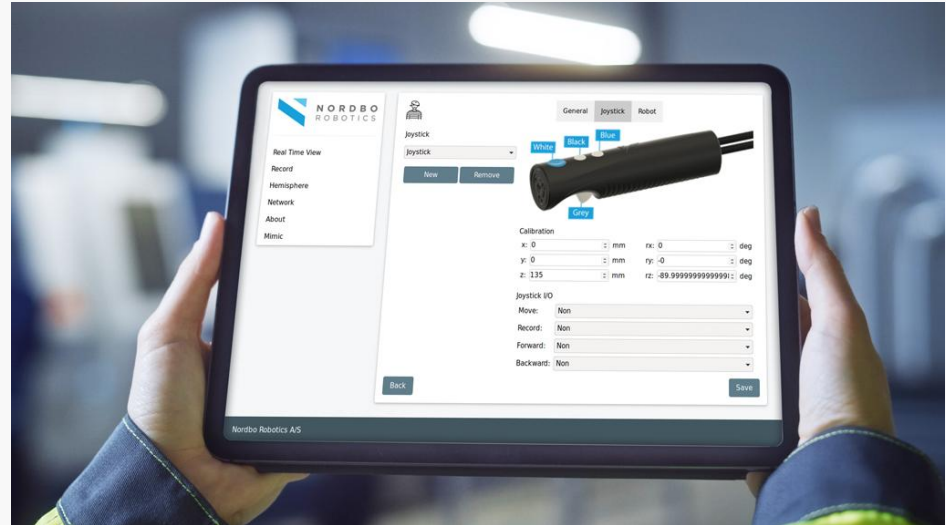 NORDBO
ROBOTICS
Real Time View
Record
Hemisphere
Network
About
Mimic
Joystick
Joystick
New Remove
General Joystick Robot
White Black Blue
Grey
Calibration
x: 0 mm rx: 0 deg
y: 0 mm ry: -0 deg
z: 135 mm rz: -89.9999999999999 deg
Joystick I/O
Move: Non
Record: Non
Forward: Non
Backward: Non
Back Save
Nordbo Robotics A/S